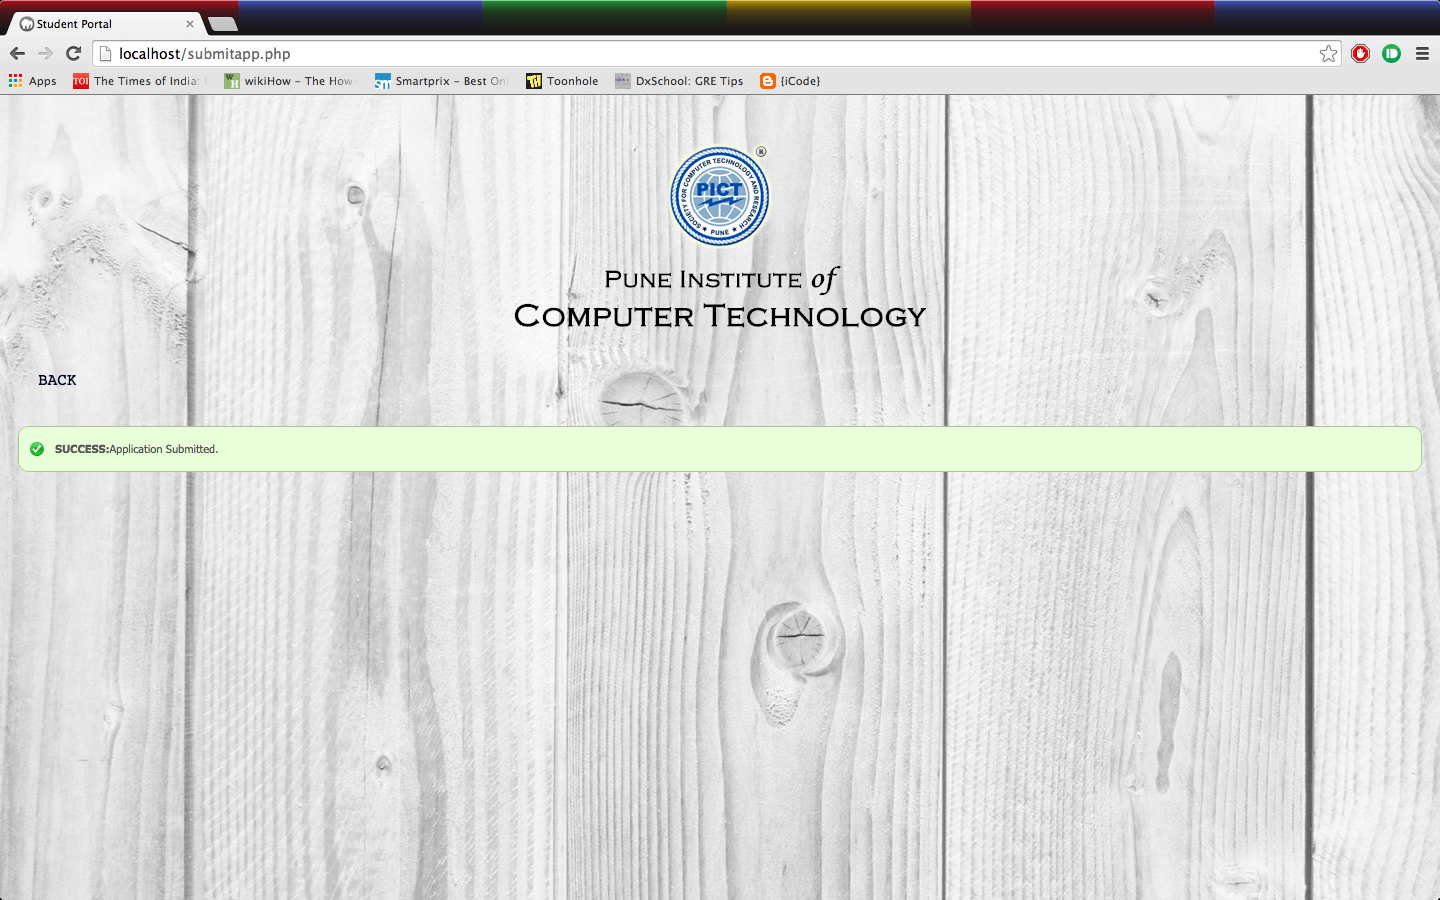 Student Portal
localhost/submitapp.php
Apps
TOI The Times of India:
WH wikiHow – The How-
Smartprix – Best Onl
Toonhole
DxSchool: GRE Tips
{iCode}
®
SOCIETY FOR COMPUTER TECHNOLOGY AND RESEARCH
PICT
★ PUNE ★
PUNE INSTITUTE of
COMPUTER TECHNOLOGY
BACK
SUCCESS:Application Submitted.